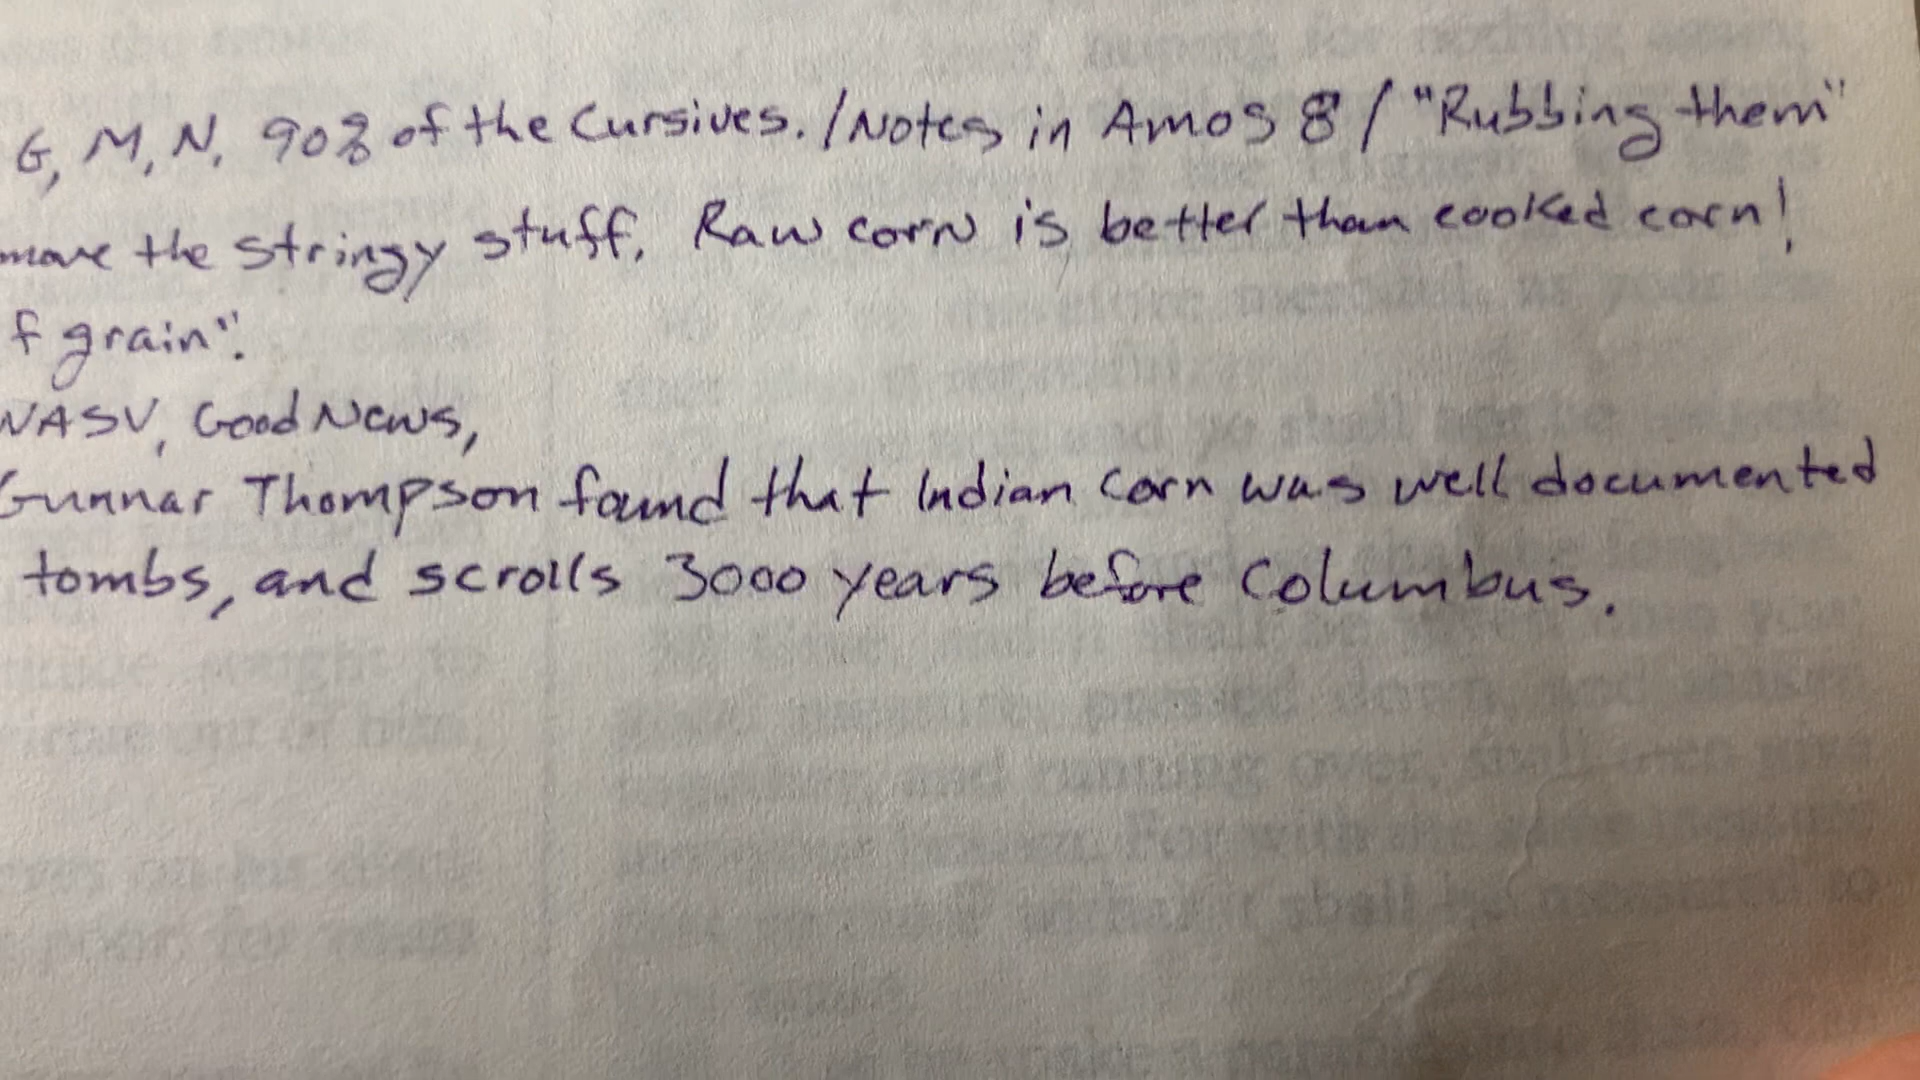 G, M, N, 90% of the Cursives. / Notes in Amos 8 / "Rubbing them"
move the stringy stuff. Raw corn is better than cooked corn!
f grain".
NASV, Good News,
Gunnar Thompson found that Indian Corn was well documented
tombs, and scrolls 3000 years before Columbus.